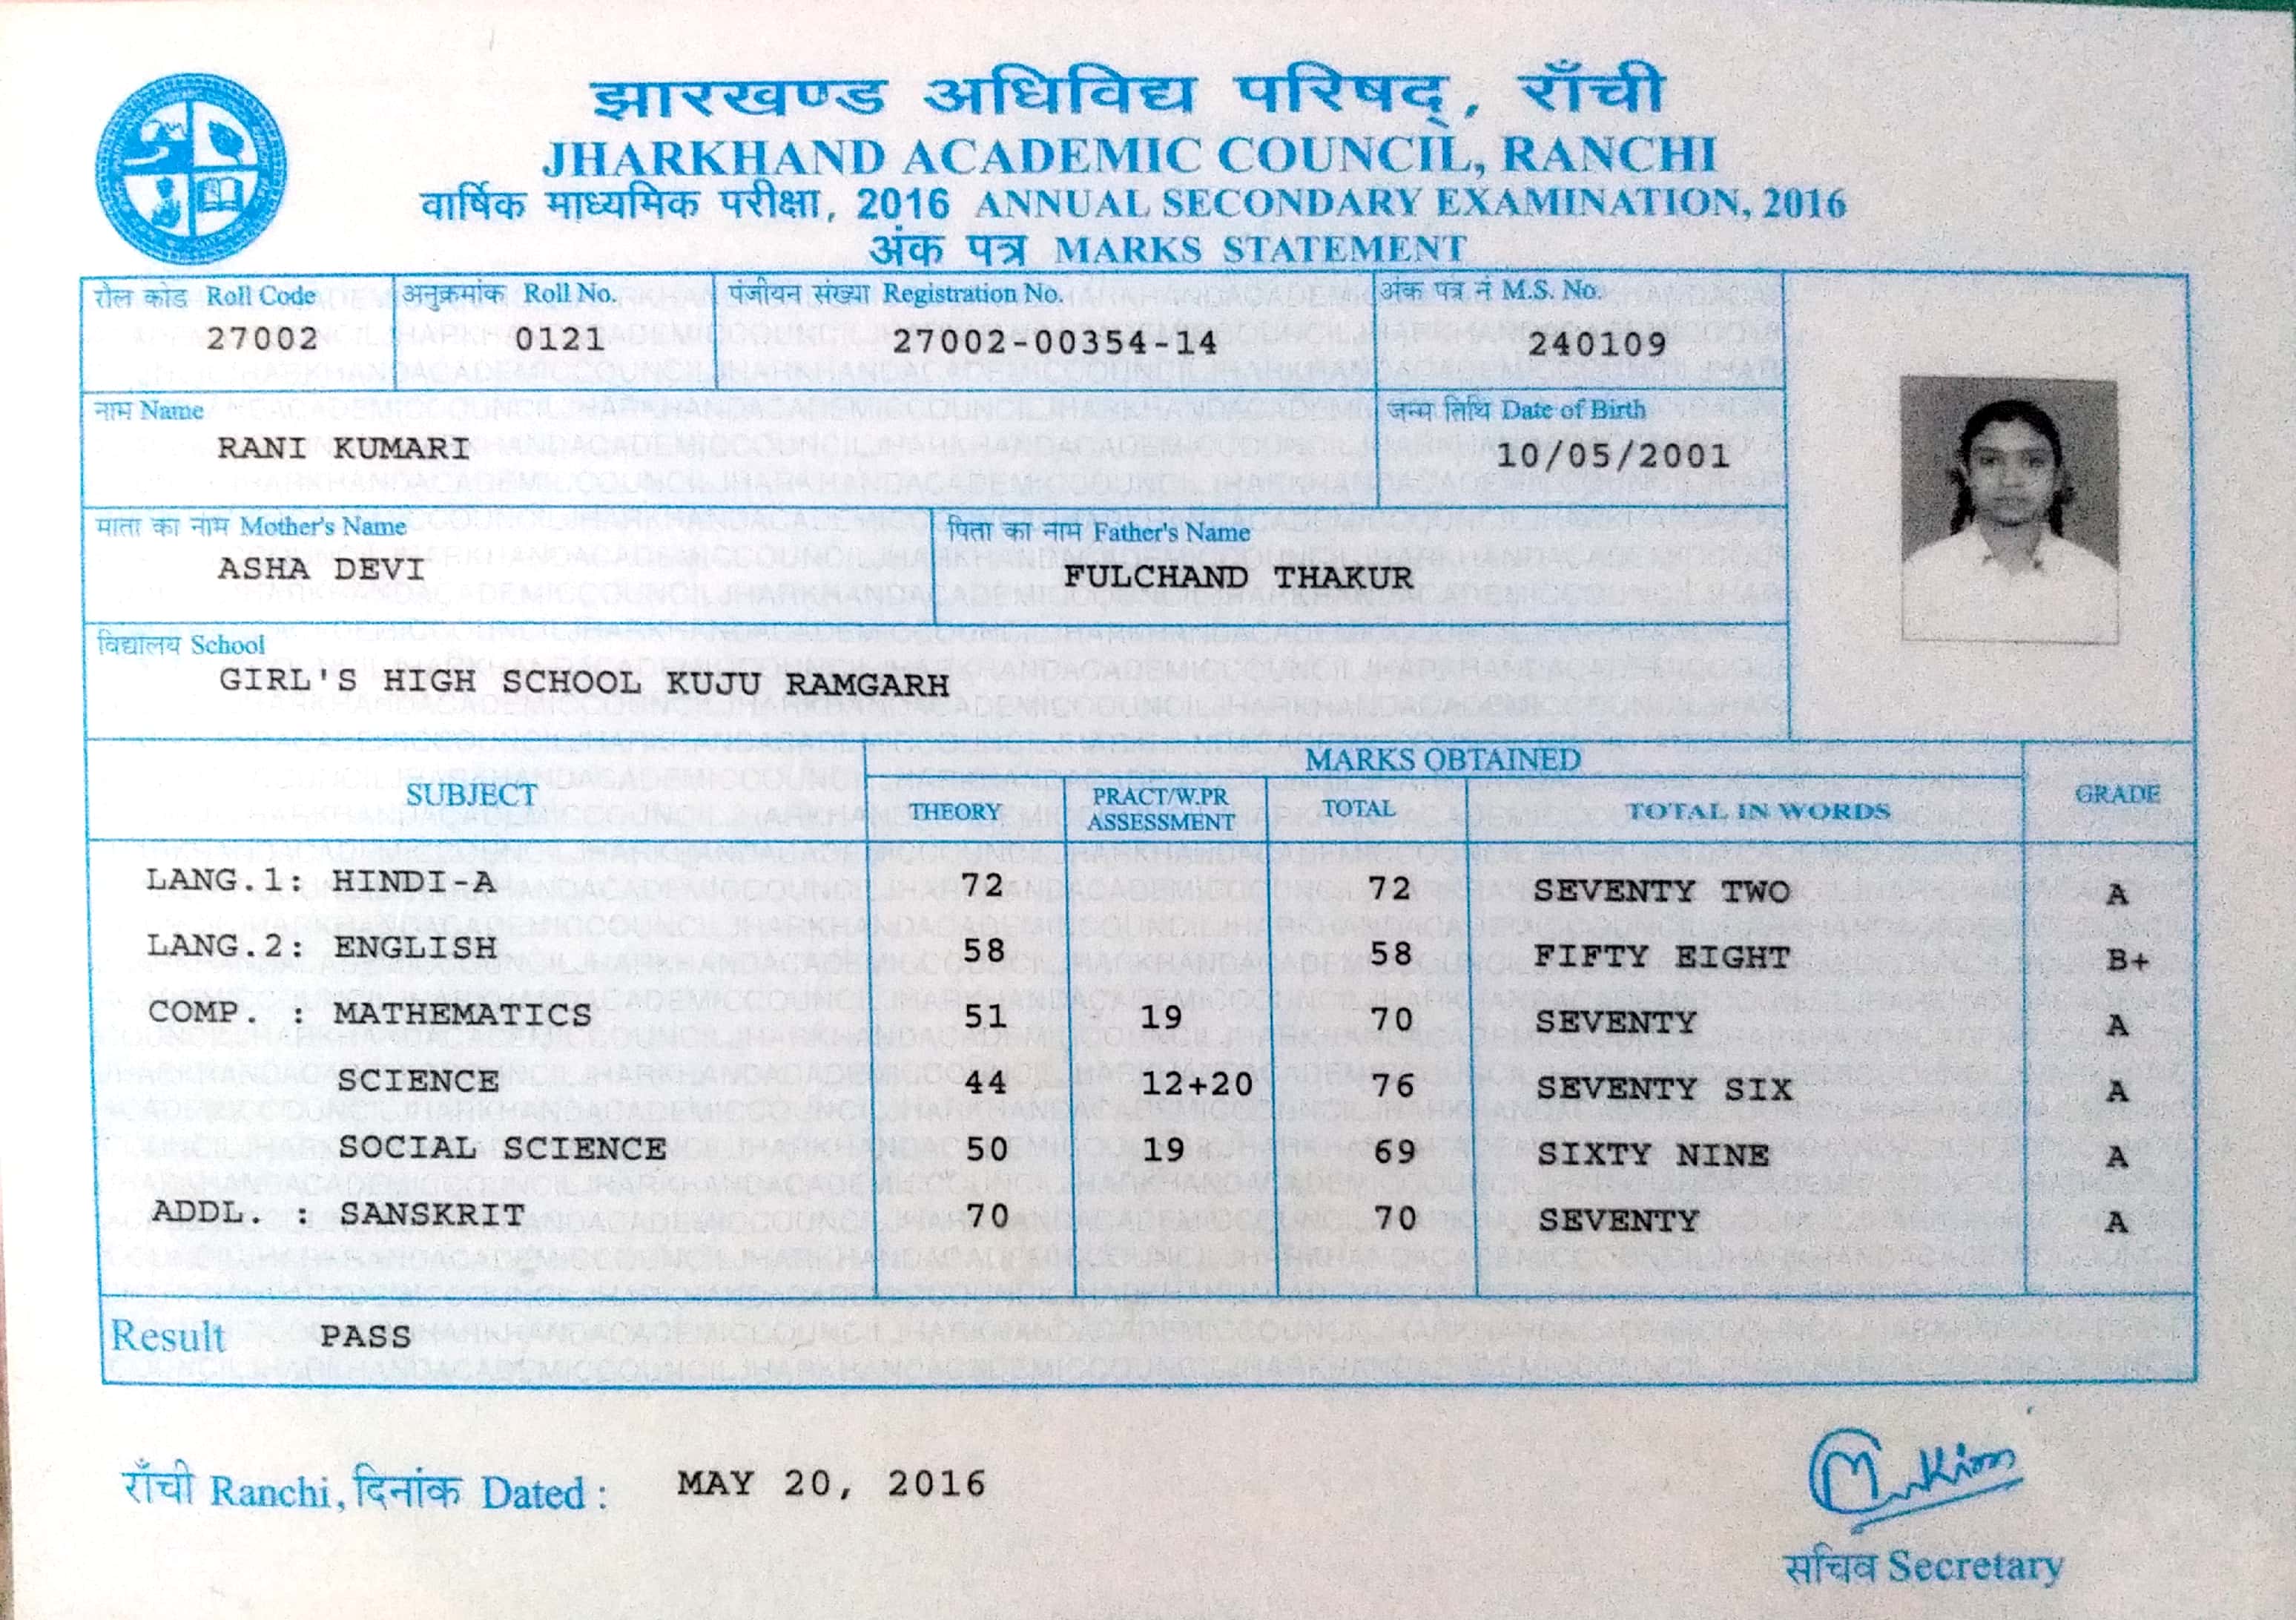 झारखण्ड अधिविद्य परिषद्, राँची
JHARKHAND ACADEMIC COUNCIL, RANCHI
वार्षिक माध्यमिक परीक्षा, 2016 ANNUAL SECONDARY EXAMINATION, 2016
अंक पत्र MARKS STATEMENT
रौल कोड Roll Code अनुक्रमांक Roll No. पंजीयन संख्या Registration No. अंक पत्र नं M.S. No.
27002 0121 27002-00354-14 240109
नाम Name जन्म तिथि Date of Birth
RANI KUMARI 10/05/2001
माता का नाम Mother's Name पिता का नाम Father's Name
ASHA DEVI FULCHAND THAKUR
विद्यालय School
GIRL'S HIGH SCHOOL KUJU RAMGARH
MARKS OBTAINED
SUBJECT THEORY PRACT/W.PR ASSESSMENT TOTAL TOTAL IN WORDS GRADE
LANG.1: HINDI-A 72 72 SEVENTY TWO A
LANG.2: ENGLISH 58 58 FIFTY EIGHT B+
COMP. : MATHEMATICS 51 19 70 SEVENTY A
SCIENCE 44 12+20 76 SEVENTY SIX A
SOCIAL SCIENCE 50 19 69 SIXTY NINE A
ADDL. : SANSKRIT 70 70 SEVENTY A
Result PASS
राँची Ranchi, दिनांक Dated : MAY 20, 2016
सचिव Secretary